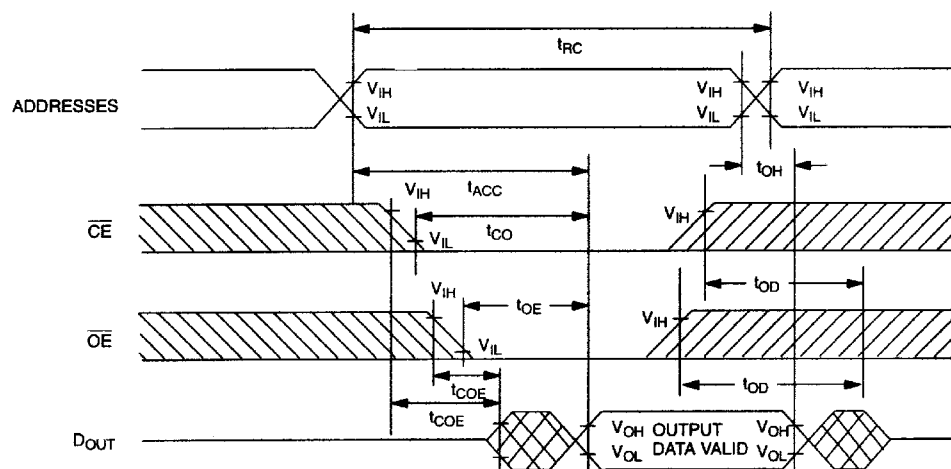 tRC
ADDRESSES
VIH VIH VIH
VIL VIL VIL
tOH
tACC
VIH
CE VIL tCO VIH
tOD
VIH
tOE
OE VIL VIH
tCOE tOD
tCOE
DOUT VOH OUTPUT VOH
VOL DATA VALID VOL